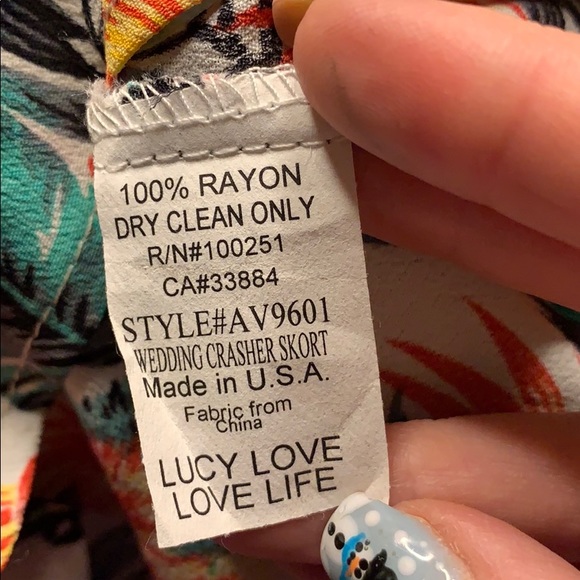 100% RAYON
DRY CLEAN ONLY
R/N#100251
CA#33884
STYLE#AV9601
WEDDING CRASHER SKORT
Made in U.S.A.
Fabric from
China
LUCY LOVE
LOVE LIFE